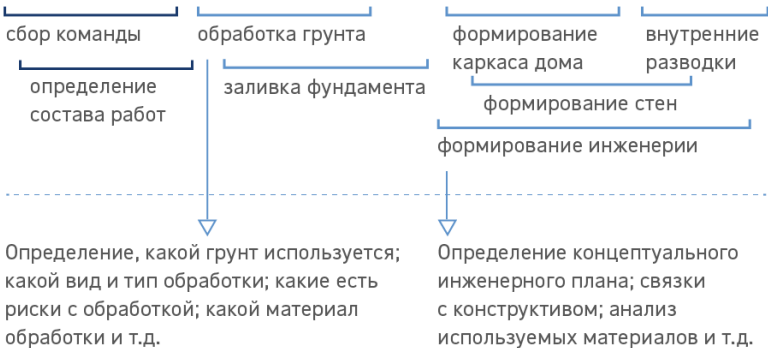 сбор команды
обработка грунта
формирование
каркаса дома
внутренние
разводки
определение
состава работ
заливка фундамента
формирование стен
формирование инженерии
Определение, какой грунт используется;
какой вид и тип обработки; какие есть
риски с обработкой; какой материал
обработки и т.д.
Определение концептуального
инженерного плана; связки
с конструктивом; анализ
используемых материалов и т.д.